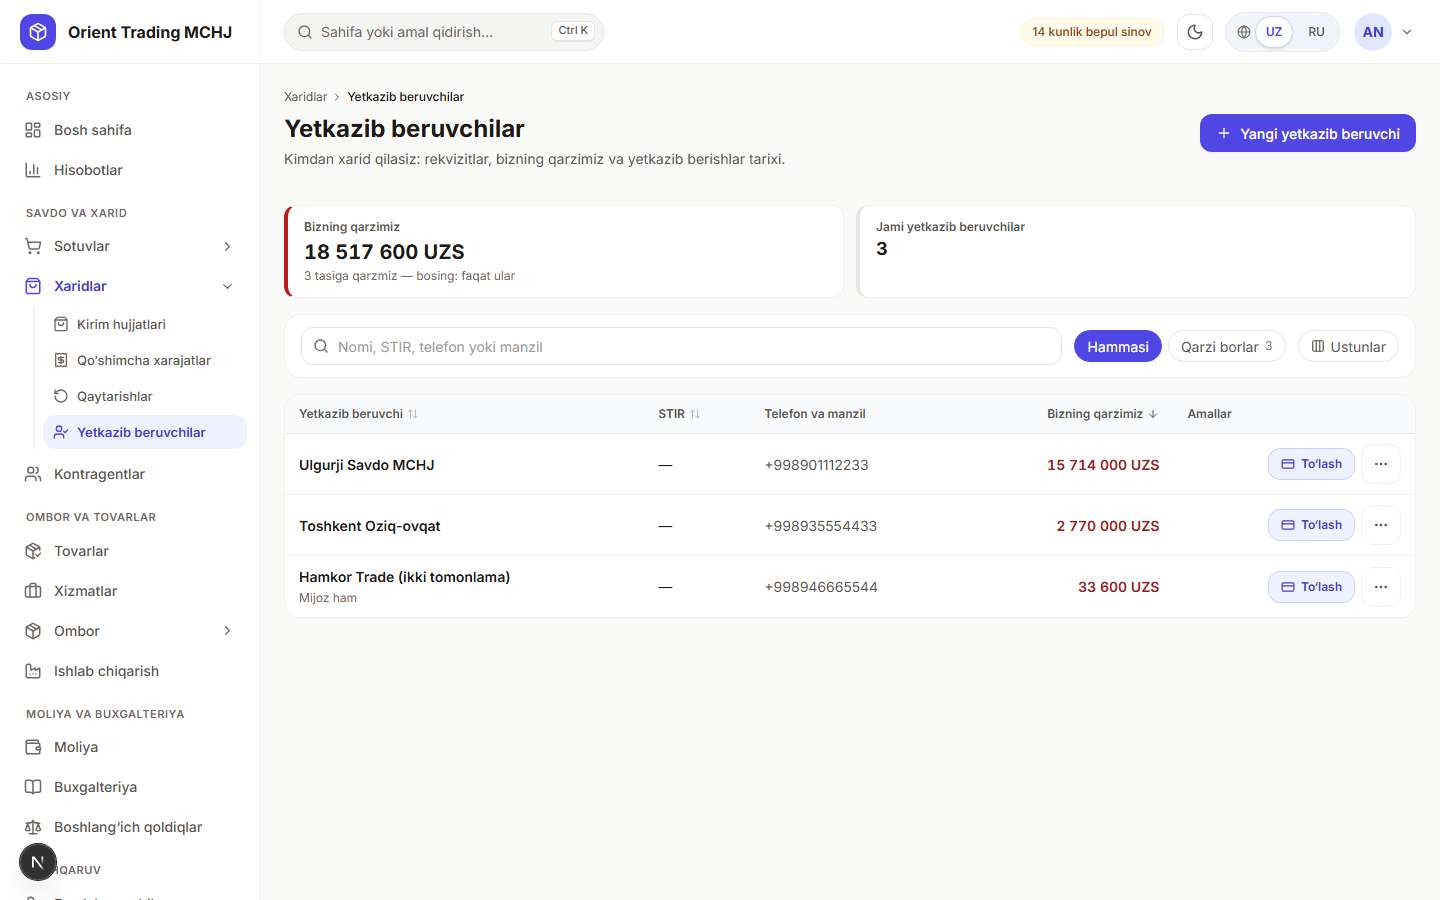 Orient Trading MCHJ
Sahifa yoki amal qidirish...
Ctrl K
14 kunlik bepul sinov
UZ
RU
AN
ASOSIY
Bosh sahifa
Hisobotlar
SAVDO VA XARID
Sotuvlar
Xaridlar
Kirim hujjatlari
Qo‘shimcha xarajatlar
Qaytarishlar
Yetkazib beruvchilar
Kontragentlar
OMBOR VA TOVARLAR
Tovarlar
Xizmatlar
Ombor
Ishlab chiqarish
MOLIYA VA BUXGALTERIYA
Moliya
Buxgalteriya
Boshlang‘ich qoldiqlar
N
Xaridlar > Yetkazib beruvchilar
Yetkazib beruvchilar
Kimdan xarid qilasiz: rekvizitlar, bizning qarzimiz va yetkazib berishlar tarixi.
+ Yangi yetkazib beruvchi
Bizning qarzimiz
18 517 600 UZS
3 tasiga qarzmiz — bosing: faqat ular
Jami yetkazib beruvchilar
3
Nomi, STIR, telefon yoki manzil
Hammasi
Qarzi borlar 3
Ustunlar
Yetkazib beruvchi STIR Telefon va manzil Bizning qarzimiz Amallar
Ulgurji Savdo MCHJ — +998901112233 15 714 000 UZS To‘lash
Toshkent Oziq-ovqat — +998935554433 2 770 000 UZS To‘lash
Hamkor Trade (ikki tomonlama) — +998946665544 33 600 UZS To‘lash
Mijoz ham